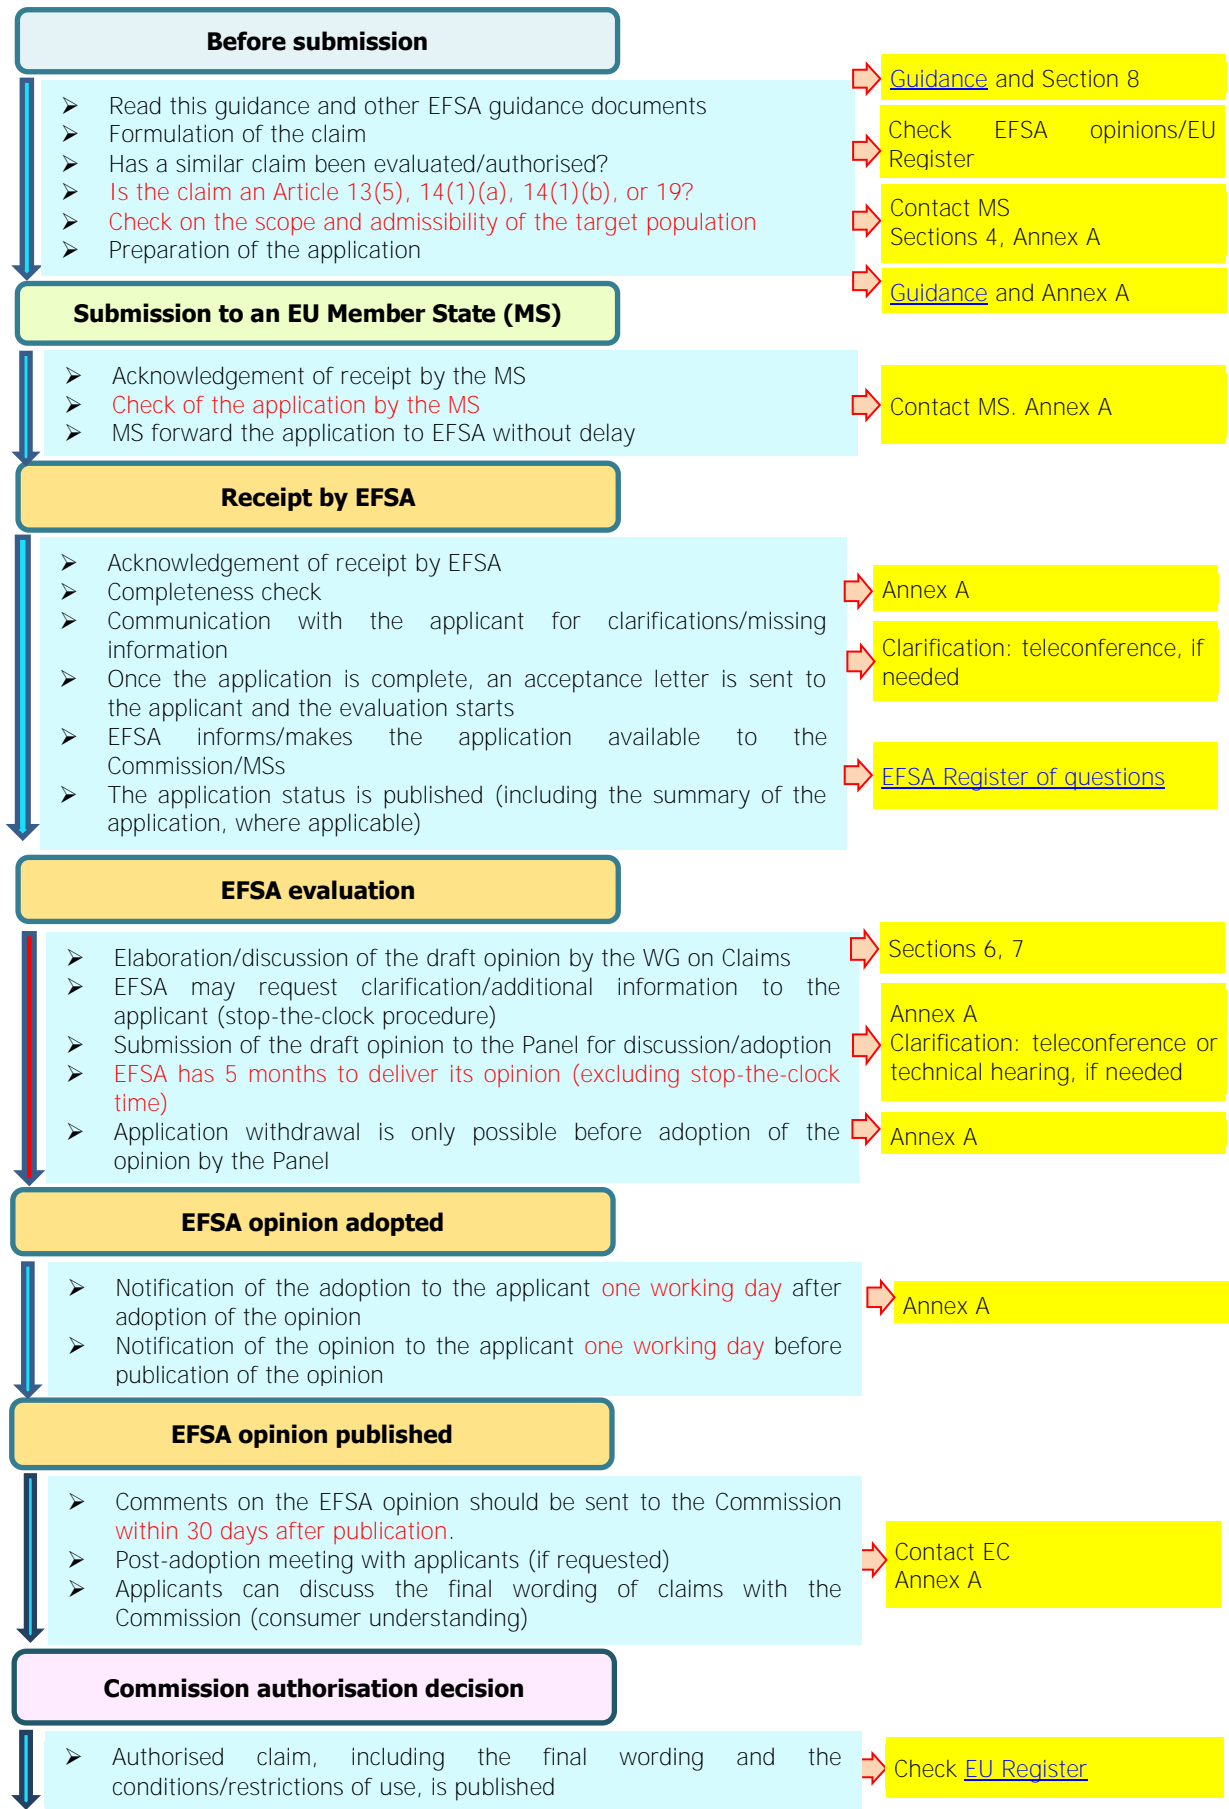 Before submission
Guidance and Section 8
➢ Read this guidance and other EFSA guidance documents
➢ Formulation of the claim
➢ Has a similar claim been evaluated/authorised?
➢ Is the claim an Article 13(5), 14(1)(a), 14(1)(b), or 19?
➢ Check on the scope and admissibility of the target population
➢ Preparation of the application
Check EFSA opinions/EU
Register
Contact MS
Sections 4, Annex A
Guidance and Annex A
Submission to an EU Member State (MS)
➢ Acknowledgement of receipt by the MS
➢ Check of the application by the MS
➢ MS forward the application to EFSA without delay
Contact MS. Annex A
Receipt by EFSA
➢ Acknowledgement of receipt by EFSA
➢ Completeness check
➢ Communication with the applicant for clarifications/missing
information
➢ Once the application is complete, an acceptance letter is sent to
the applicant and the evaluation starts
➢ EFSA informs/makes the application available to the
Commission/MSs
➢ The application status is published (including the summary of the
application, where applicable)
Annex A
Clarification: teleconference, if
needed
EFSA Register of questions
EFSA evaluation
➢ Elaboration/discussion of the draft opinion by the WG on Claims
➢ EFSA may request clarification/additional information to the
applicant (stop-the-clock procedure)
➢ Submission of the draft opinion to the Panel for discussion/adoption
➢ EFSA has 5 months to deliver its opinion (excluding stop-the-clock
time)
➢ Application withdrawal is only possible before adoption of the
opinion by the Panel
Sections 6, 7
Annex A
Clarification: teleconference or
technical hearing, if needed
Annex A
EFSA opinion adopted
➢ Notification of the adoption to the applicant one working day after
adoption of the opinion
➢ Notification of the opinion to the applicant one working day before
publication of the opinion
Annex A
EFSA opinion published
➢ Comments on the EFSA opinion should be sent to the Commission
within 30 days after publication.
➢ Post-adoption meeting with applicants (if requested)
➢ Applicants can discuss the final wording of claims with the
Commission (consumer understanding)
Contact EC
Annex A
Commission authorisation decision
➢ Authorised claim, including the final wording and the
conditions/restrictions of use, is published
Check EU Register